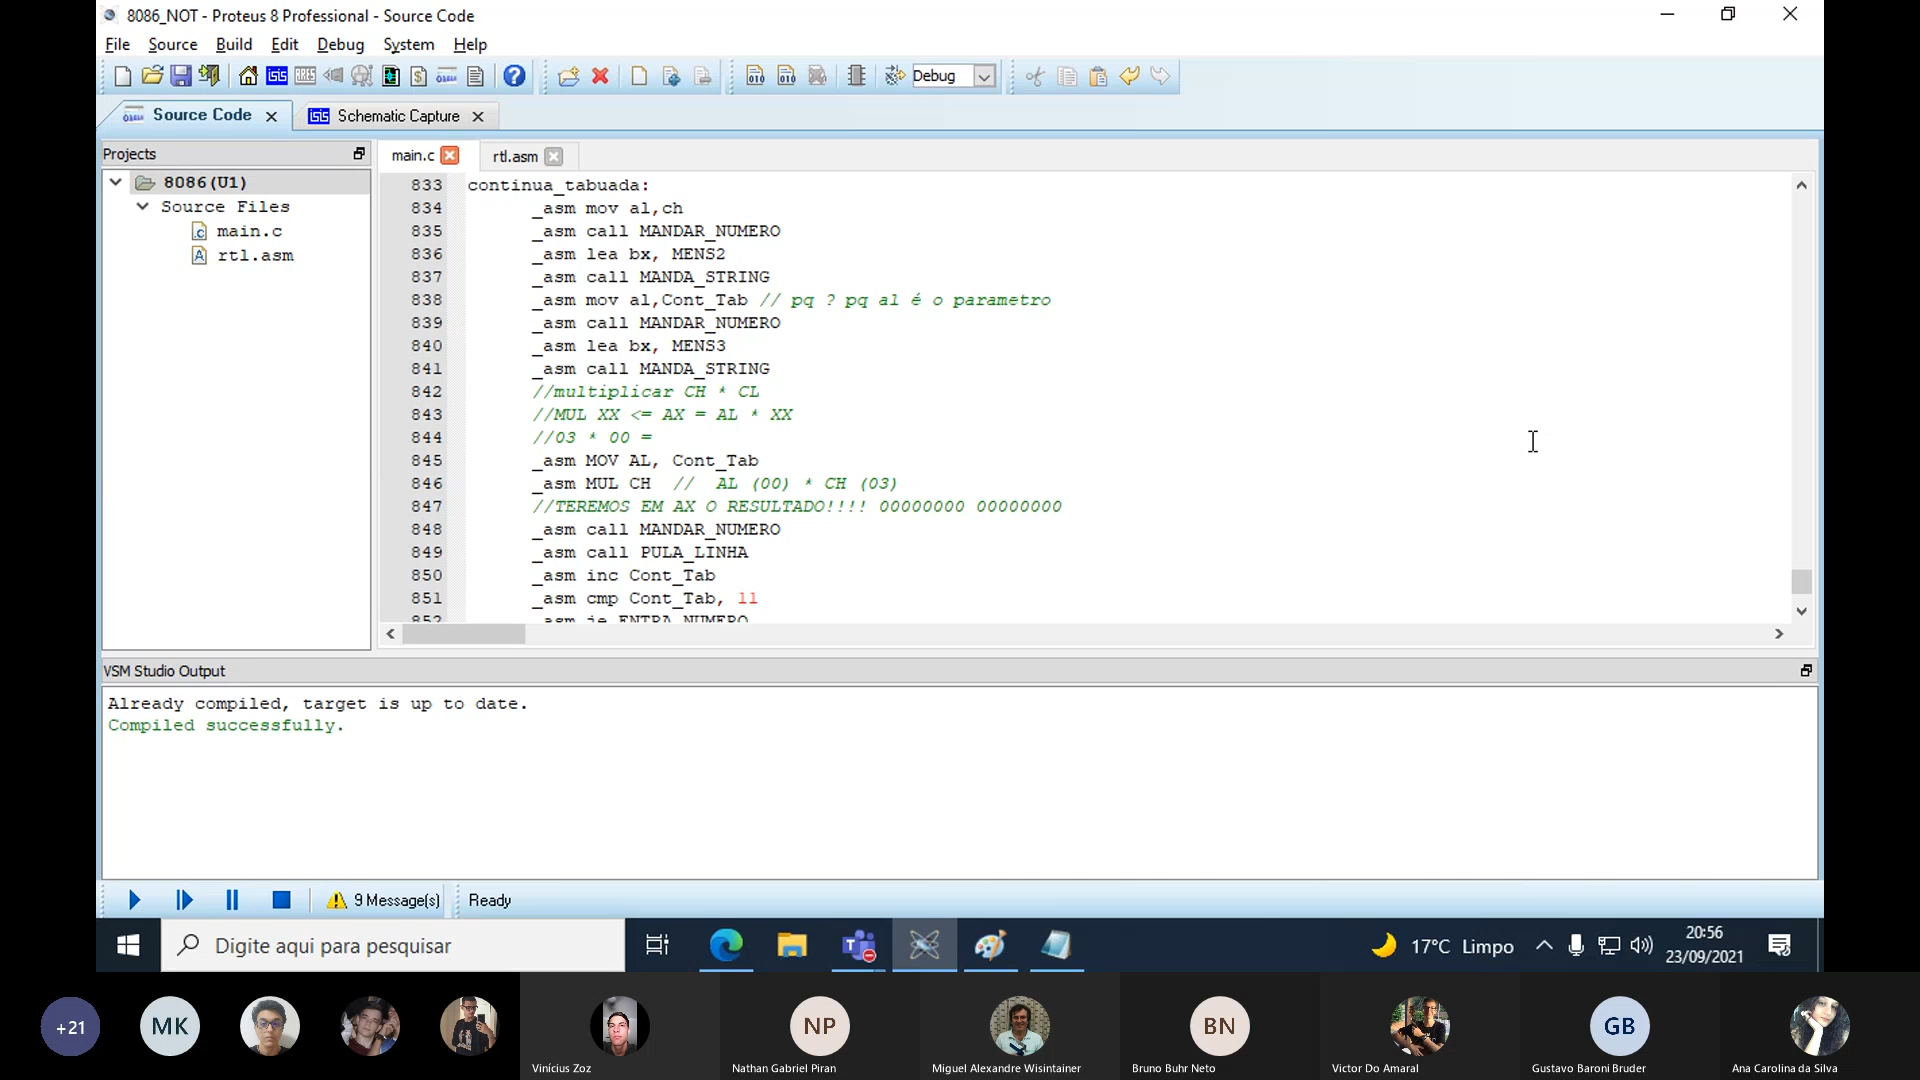 8086_NOT - Proteus 8 Professional - Source Code
File Source Build Edit Debug System Help
Debug
Source Code
Schematic Capture
Projects
main.c
rtl.asm
8086 (U1)
Source Files
main.c
rtl.asm
833 continua_tabuada:
834 _asm mov al,ch
835 _asm call MANDAR_NUMERO
836 _asm lea bx, MENS2
837 _asm call MANDA_STRING
838 _asm mov al,Cont_Tab // pq ? pq al é o parametro
839 _asm call MANDAR_NUMERO
840 _asm lea bx, MENS3
841 _asm call MANDA_STRING
842 //multiplicar CH * CL
843 //MUL XX <= AX = AL * XX
844 //03 * 00 =
845 _asm MOV AL, Cont_Tab
846 _asm MUL CH // AL (00) * CH (03)
847 //TEREMOS EM AX O RESULTADO!!!! 00000000 00000000
848 _asm call MANDAR_NUMERO
849 _asm call PULA_LINHA
850 _asm inc Cont_Tab
851 _asm cmp Cont_Tab, 11
852 _asm je ENTRA_NUMERO
VSM Studio Output
Already compiled, target is up to date.
Compiled successfully.
9 Message(s)
Ready
Digite aqui para pesquisar
17°C Limpo
20:56
23/09/2021
+21
MK
NP
BN
GB
Vinícius Zoz
Nathan Gabriel Piran
Miguel Alexandre Wisintainer
Bruno Buhr Neto
Victor Do Amaral
Gustavo Baroni Bruder
Ana Carolina da Silva